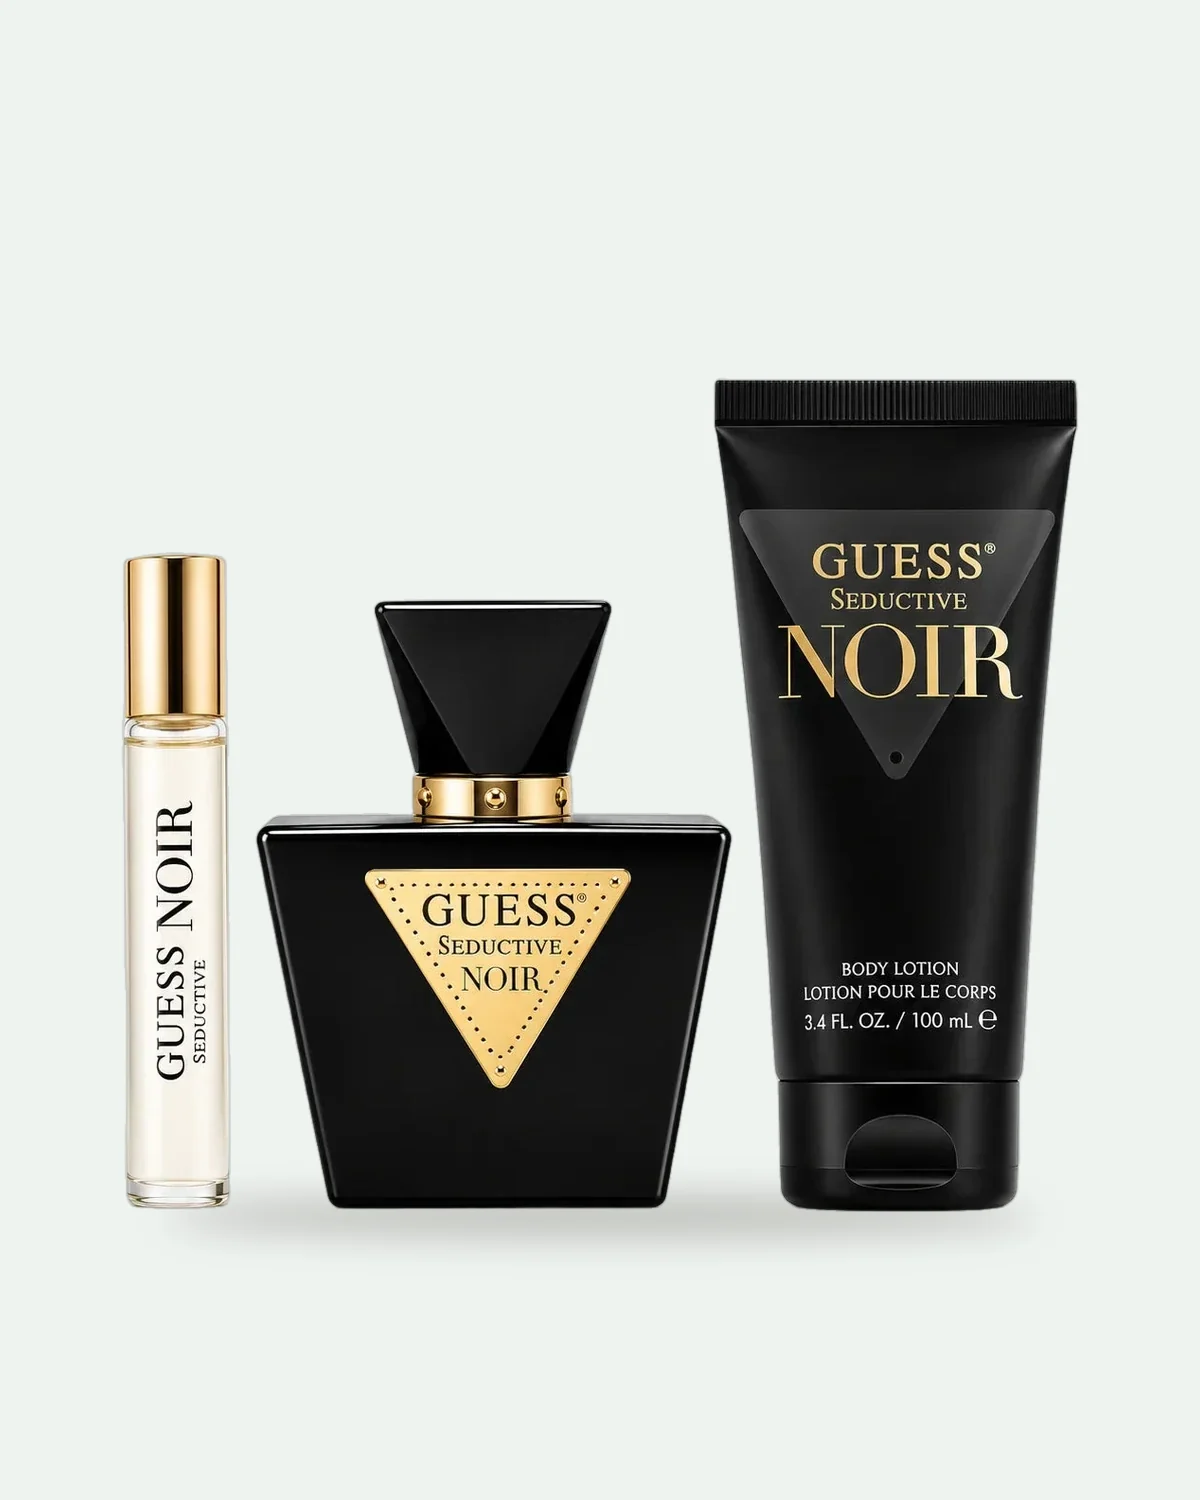 GUESS NOIR
SEDUCTIVE
GUESS®
SEDUCTIVE
NOIR
GUESS®
SEDUCTIVE
NOIR
BODY LOTION
LOTION POUR LE CORPS
3.4 FL. OZ. / 100 mL ℮